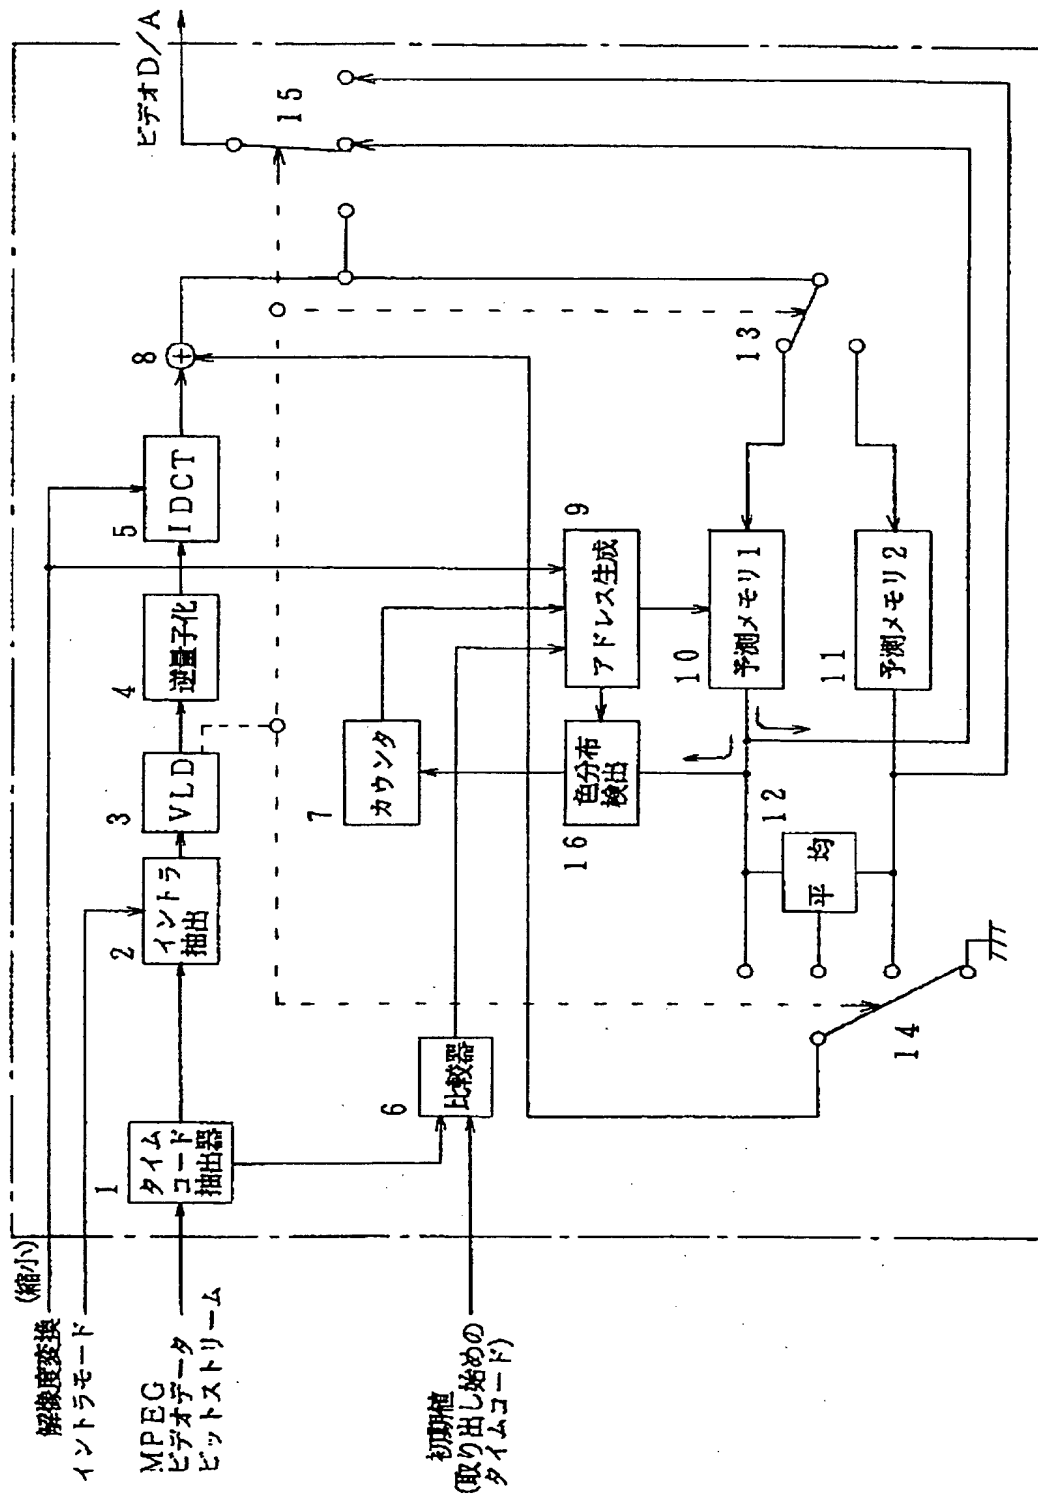 解像度変換(縮小)
イントラモード
MPEG
ビデオデータ
ビットストリーム
初期値
(取り出し始めの
タイムコード)
1
タイム
コード
抽出器
2
イントラ
抽出
3
VLD
4
逆量子化
5
IDCT
8
+
ビデオD/A
15
6
比較器
7
カウンタ
16
色分布
検出
9
アドレス生成
10
予測メモリ1
11
予測メモリ2
12
平均
13
14